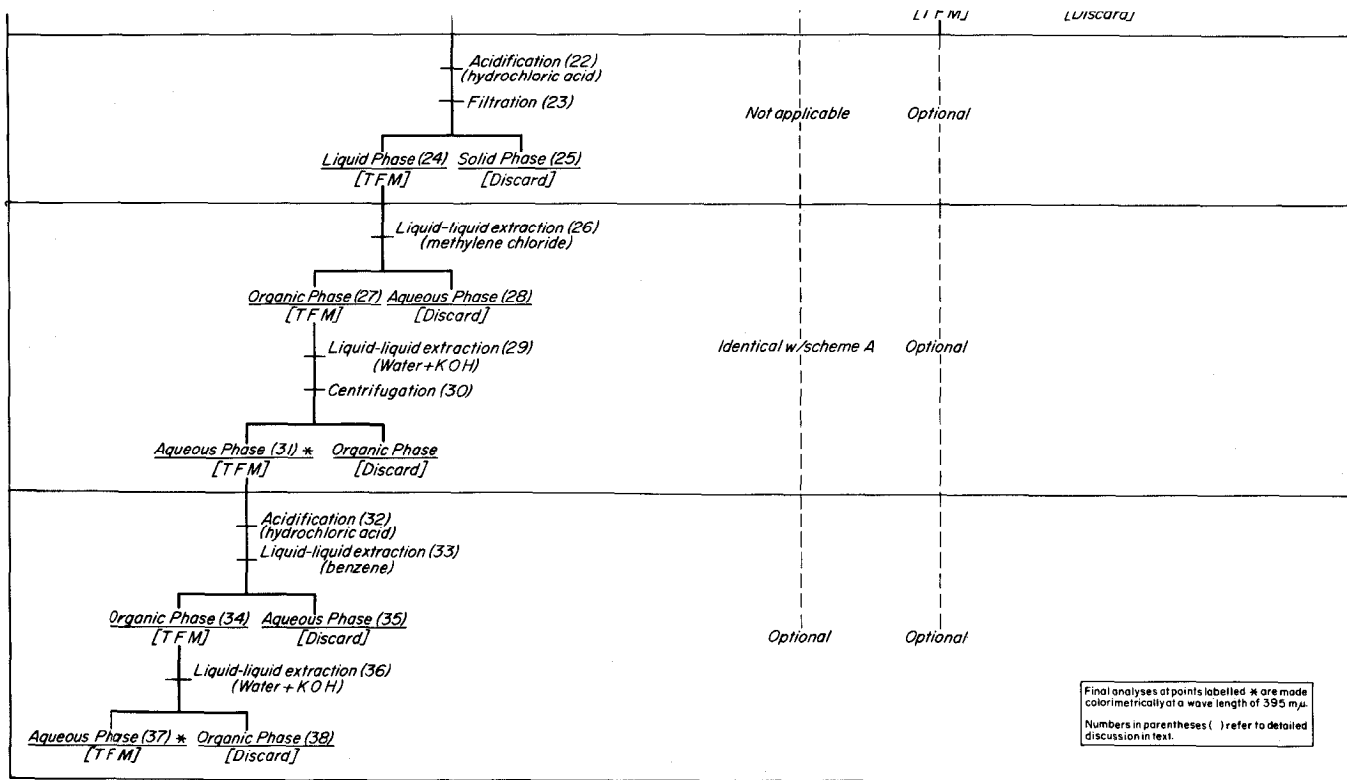 [TFM] [Discard]
Acidification (22)
(hydrochloric acid)
Filtration (23)
Not applicable Optional
Liquid Phase (24) Solid Phase (25)
[TFM] [Discard]
Liquid-liquid extraction (26)
(methylene chloride)
Organic Phase (27) Aqueous Phase (28)
[TFM] [Discard]
Liquid-liquid extraction (29)
(Water+KOH)
Identical w/scheme A Optional
Centrifugation (30)
Aqueous Phase (31) * Organic Phase
[TFM] [Discard]
Acidification (32)
(hydrochloric acid)
Liquid-liquid extraction (33)
(benzene)
Organic Phase (34) Aqueous Phase (35)
[TFM] [Discard]
Optional Optional
Liquid-liquid extraction (36)
(Water + KOH)
Aqueous Phase (37) * Organic Phase (38)
[TFM] [Discard]
Final analyses at points labelled * are made
colorimetrically at a wave length of 395 mµ.
Numbers in parentheses ( ) refer to detailed
discussion in text.